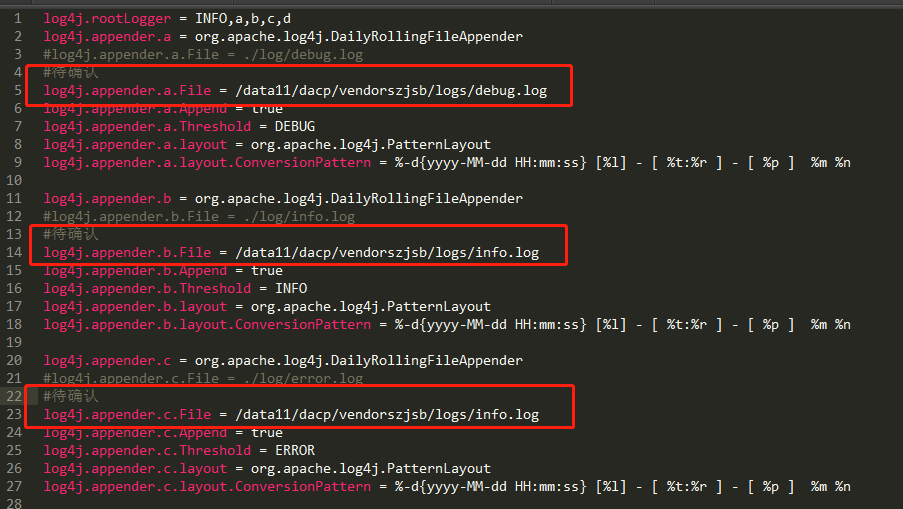 1 log4j.rootLogger = INFO,a,b,c,d
2 log4j.appender.a = org.apache.log4j.DailyRollingFileAppender
3 #log4j.appender.a.File = ./log/debug.log
4 #待确认
5 log4j.appender.a.File = /data11/dacp/vendorszjsb/logs/debug.log
6 log4j.appender.a.Append = true
7 log4j.appender.a.Threshold = DEBUG
8 log4j.appender.a.layout = org.apache.log4j.PatternLayout
9 log4j.appender.a.layout.ConversionPattern = %-d{yyyy-MM-dd HH:mm:ss} [%l] - [ %t:%r ] - [ %p ]  %m %n
10
11 log4j.appender.b = org.apache.log4j.DailyRollingFileAppender
12 #log4j.appender.b.File = ./log/info.log
13 #待确认
14 log4j.appender.b.File = /data11/dacp/vendorszjsb/logs/info.log
15 log4j.appender.b.Append = true
16 log4j.appender.b.Threshold = INFO
17 log4j.appender.b.layout = org.apache.log4j.PatternLayout
18 log4j.appender.b.layout.ConversionPattern = %-d{yyyy-MM-dd HH:mm:ss} [%l] - [ %t:%r ] - [ %p ]  %m %n
19
20 log4j.appender.c = org.apache.log4j.DailyRollingFileAppender
21 #log4j.appender.c.File = ./log/error.log
22 #待确认
23 log4j.appender.c.File = /data11/dacp/vendorszjsb/logs/info.log
24 log4j.appender.c.Append = true
25 log4j.appender.c.Threshold = ERROR
26 log4j.appender.c.layout = org.apache.log4j.PatternLayout
27 log4j.appender.c.layout.ConversionPattern = %-d{yyyy-MM-dd HH:mm:ss} [%l] - [ %t:%r ] - [ %p ]  %m %n
28